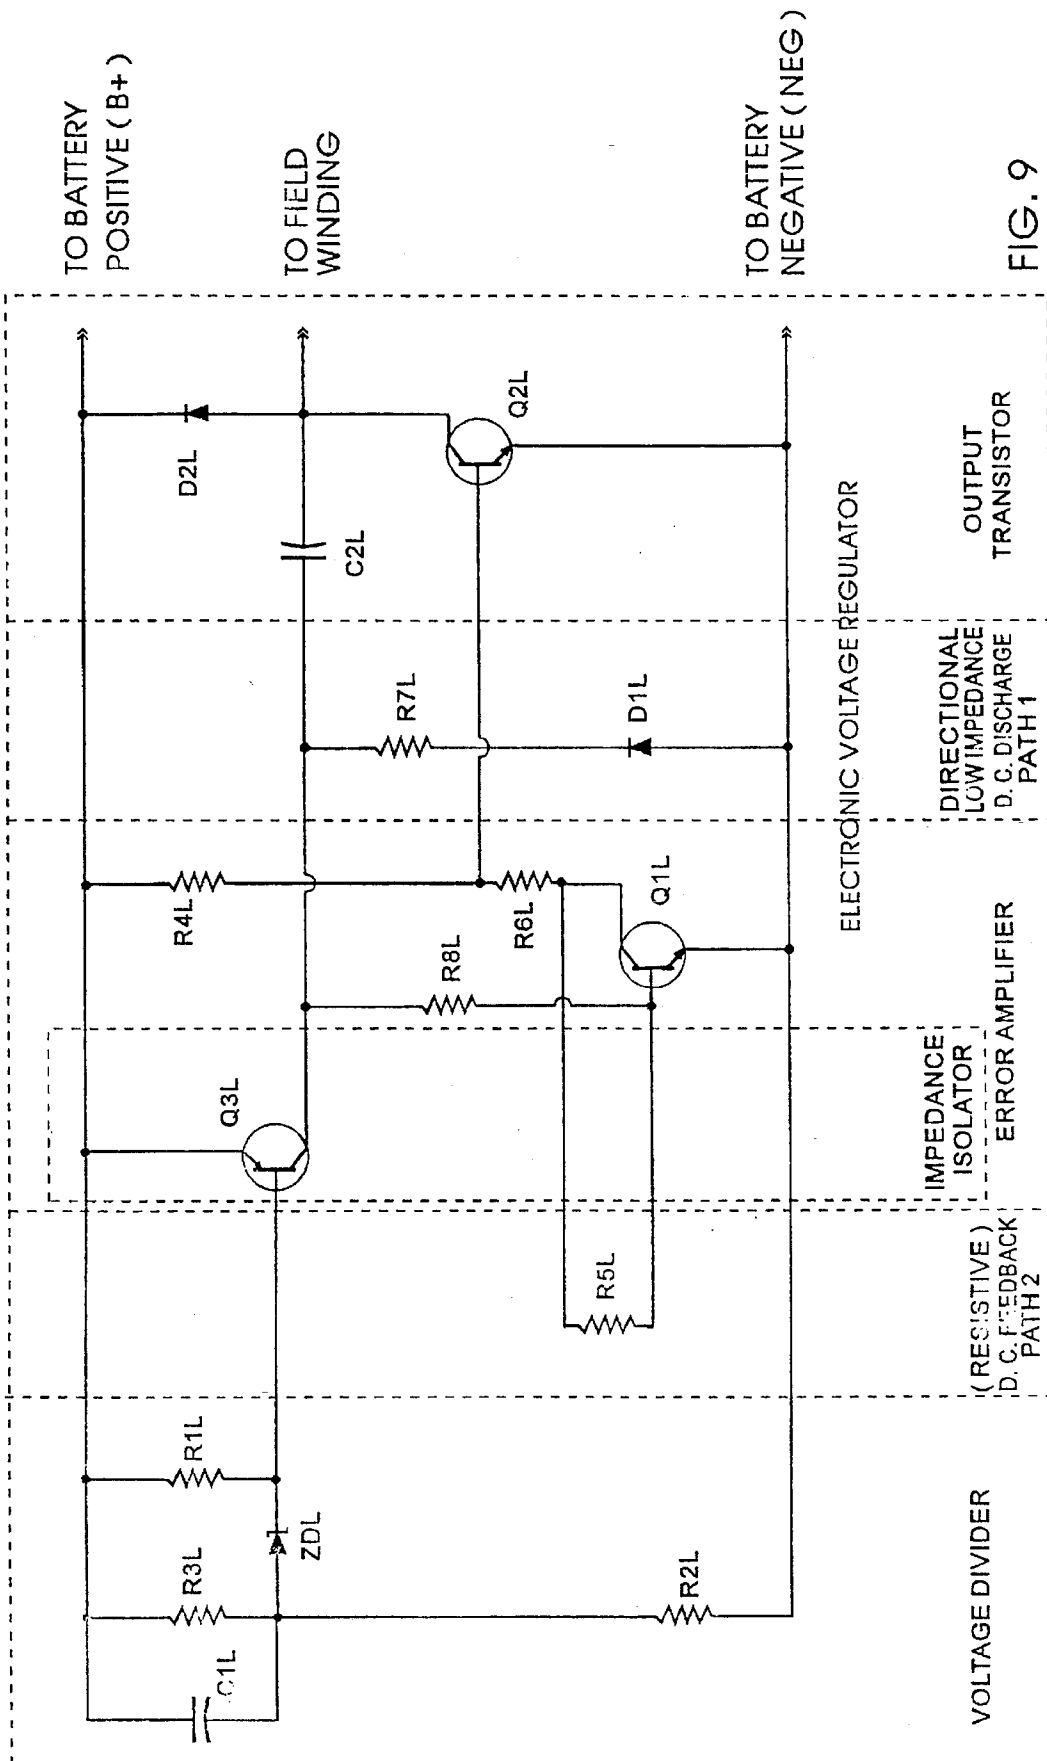 TO BATTERY
POSITIVE ( B+ )
TO FIELD
WINDING
TO BATTERY
NEGATIVE ( NEG )
FIG. 9
C1L
R3L
R1L
ZDL
R2L
Q3L
R5L
R8L
R4L
R6L
Q1L
R7L
D1L
C2L
D2L
Q2L
ELECTRONIC VOLTAGE REGULATOR
VOLTAGE DIVIDER
( RESISTIVE )
D. C. FEEDBACK
PATH 2
IMPEDANCE
ISOLATOR
ERROR AMPLIFIER
DIRECTIONAL
LOW IMPEDANCE
D. C. DISCHARGE
PATH 1
OUTPUT
TRANSISTOR